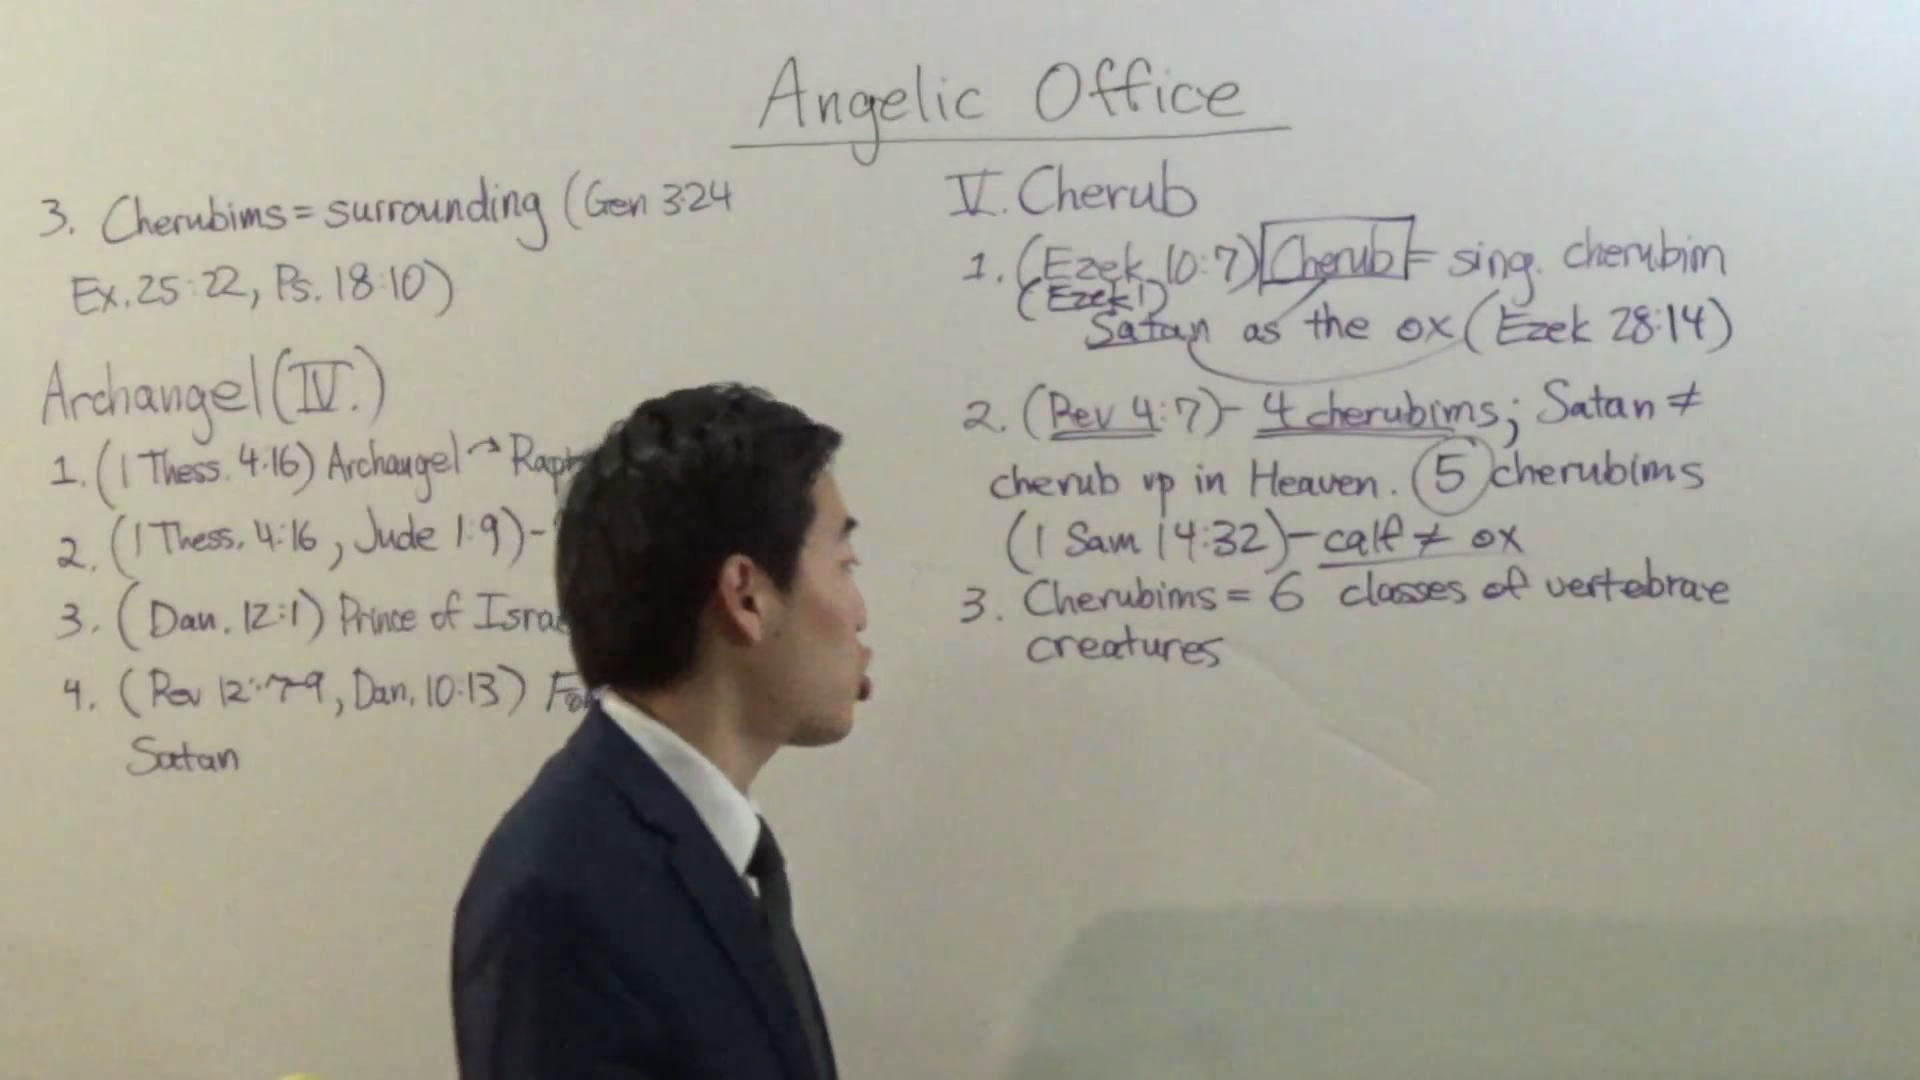 Angelic Office
3. Cherubims = surrounding (Gen 3:24
Ex. 25:22, Ps. 18:10)
Archangel (IV.)
1. (1 Thess. 4:16) Archangel →
2. (1 Thess. 4:16, Jude 1:9) -
3. (Dan. 12:1) Prince of
4. (Rev 12:7-9, Dan. 10:13)
Satan
V. Cherub
1. (Ezek 10:7) Cherub = sing. cherubim
(Ezek 1)
Satan as the ox (Ezek 28:14)
2. (Rev 4:7) - 4 cherubims; Satan ≠
cherub up in Heaven. 5 cherubims
(1 Sam 14:32) - calf ≠ ox
3. Cherubims = 6 classes of vertebrae
creatures